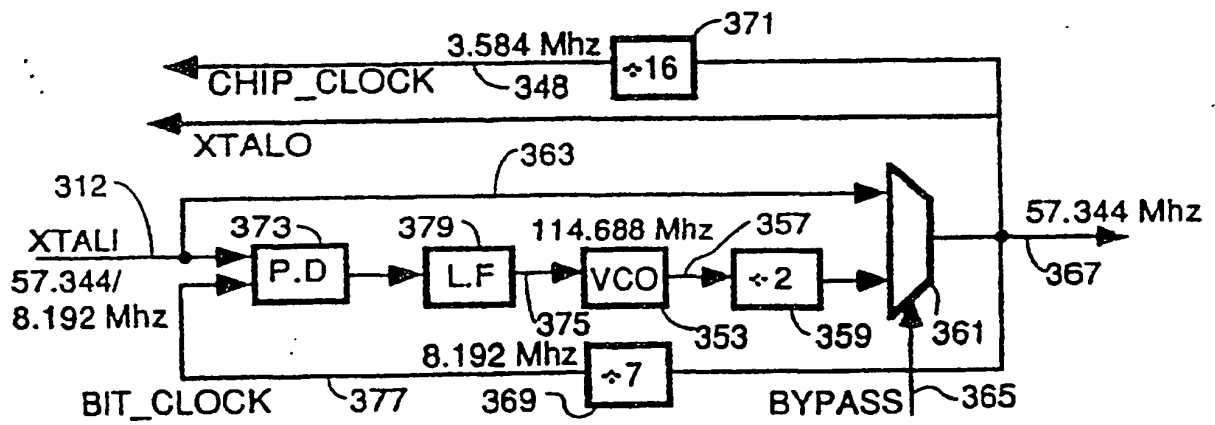 371
3.584 Mhz
÷16
CHIP_CLOCK
348
XTALO
363
312
373
379
114.688 Mhz
357
57.344 Mhz
XTALI
P.D
L.F
VCO
÷2
367
57.344/
8.192 Mhz
375
353
359
361
8.192 Mhz
÷7
BIT_CLOCK
377
369
BYPASS
365